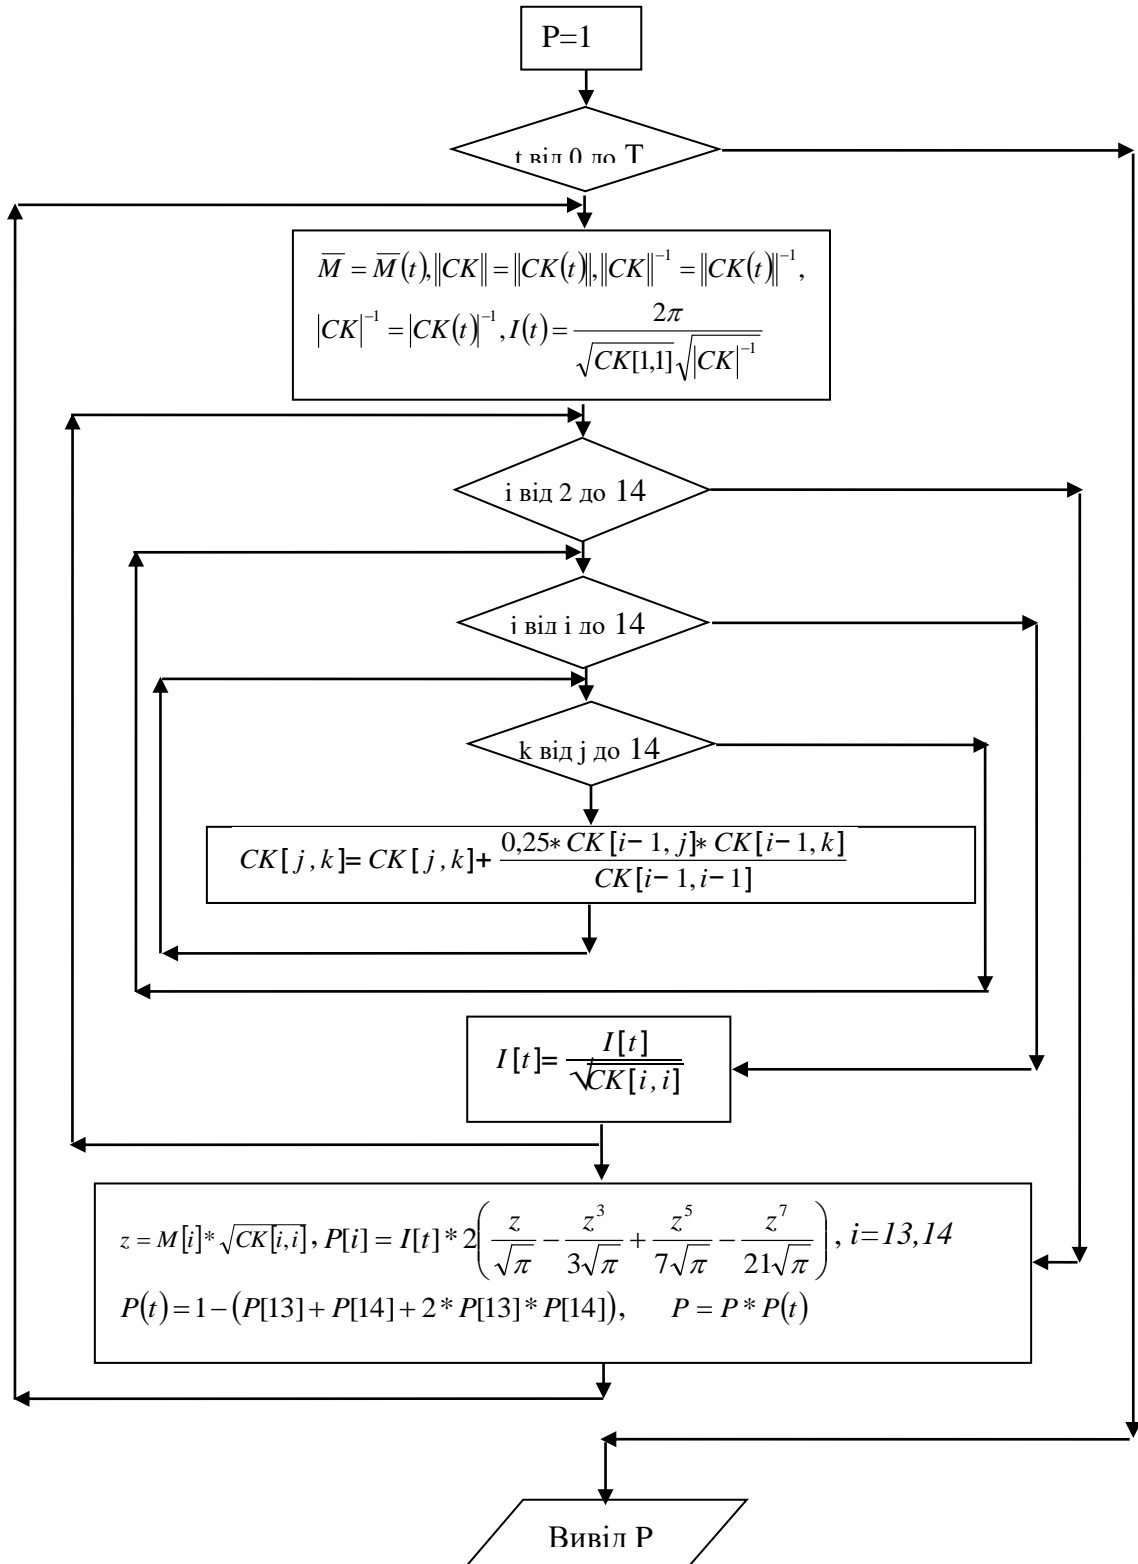 P=1
t від 0 до T
M̅ = M̅(t), ||CK|| = ||CK(t)||, ||CK||⁻¹ = ||CK(t)||⁻¹,
|CK|⁻¹ = |CK(t)|⁻¹, I(t) = 2π / (√CK[1,1] √|CK|⁻¹)
i від 2 до 14
j від i до 14
k від j до 14
CK[j,k]= CK[j,k]+ 0,25* CK[i−1, j]* CK[i−1,k] / CK[i−1,i−1]
I[t]= I[t] / √CK[i,i]
z = M[i]* √CK[i,i], P[i] = I[t]*2(z/√π − z³/3√π + z⁵/7√π − z⁷/21√π), i=13,14
P(t) = 1−(P[13]+ P[14]+ 2* P[13]* P[14]), P = P* P(t)
Вивід P